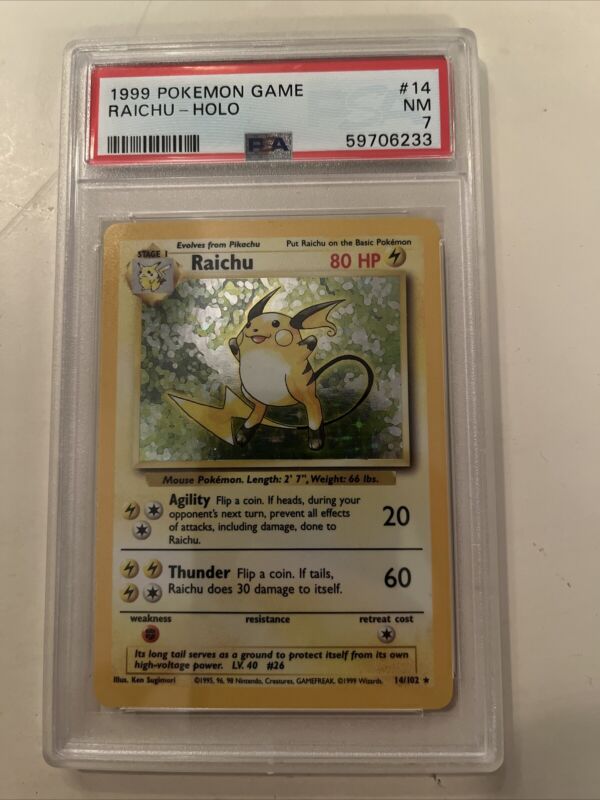 1999 POKEMON GAME #14
RAICHU - HOLO NM
7
PSA 59706233
Evolves from Pikachu Put Raichu on the Basic Pokémon
STAGE 1
Raichu 80 HP
Mouse Pokémon. Length: 2' 7", Weight: 66 lbs.
Agility Flip a coin. If heads, during your
opponent's next turn, prevent all effects
of attacks, including damage, done to
Raichu.
20
Thunder Flip a coin. If tails,
Raichu does 30 damage to itself.
60
weakness resistance retreat cost
Its long tail serves as a ground to protect itself from its own
high-voltage power. LV. 40 #26
Illus. Ken Sugimori ©1995, 96, 98 Nintendo, Creatures, GAMEFREAK. ©1999 Wizards. 14/102 ★